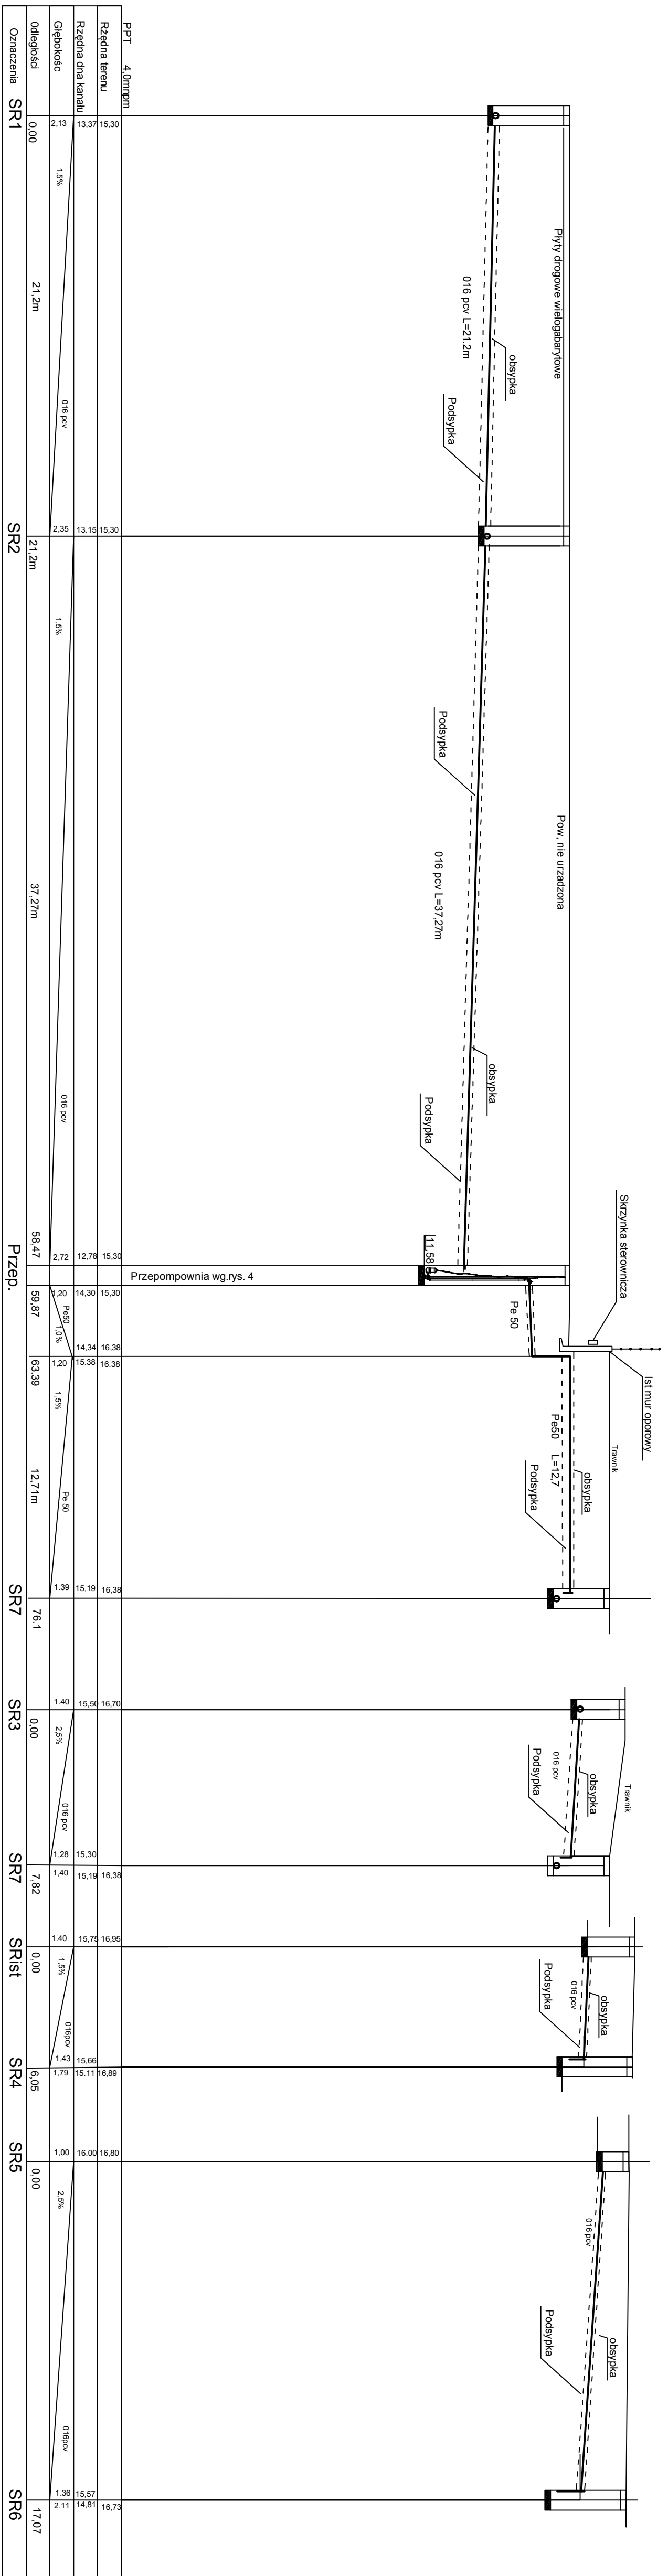 PPT 4,0mnpm
Rzędna terenu
Rzędna dna kanału
Głębokośc
Odległości
Oznaczenia
15,30
13,37
2,13
0,00
SR1
1,5%
21,2m
016 pcv
15,30
13.15
2,35
21,2m
SR2
1,5%
37,27m
016 pcv
15,30
12,78
2,72
58,47
Przep.
Przepompownia wg.rys. 4
15,30
14,30
1,20
59,87
Pe50
1,0%
16,38
14,34
16.38
15.38
1,20
63.39
1,5%
12,71m
Pe 50
16,38
15,19
1.39
76.1
SR7
16,70
15,50
1.40
0,00
SR3
2,5%
016 pcv
15,30
1,28
16,38
15,19
1,40
7,82
SR7
16,95
15,75
1.40
0,00
SRist
1,5%
016pcv
15,66
1,43
16,89
15.11
1,79
6,05
SR4
16,80
16.00
1,00
0,00
SR5
2,5%
016pcv
15,57
1.36
16,73
14,81
2.11
17,07
SR6
Płyty drogowe wielogabarytowe
016 pcv L=21.2m
obsypka
Podsypka
Pow, nie urzadzona
Podsypka
016 pcv L=37,27m
obsypka
Podsypka
11,58
Skrzynka sterownicza
Ist mur oporowy
Pe 50
Trawnik
Pe50 L=12,7
obsypka
Podsypka
Trawnik
016 pcv
obsypka
Podsypka
016 pcv
obsypka
Podsypka
016 pcv
obsypka
Podsypka